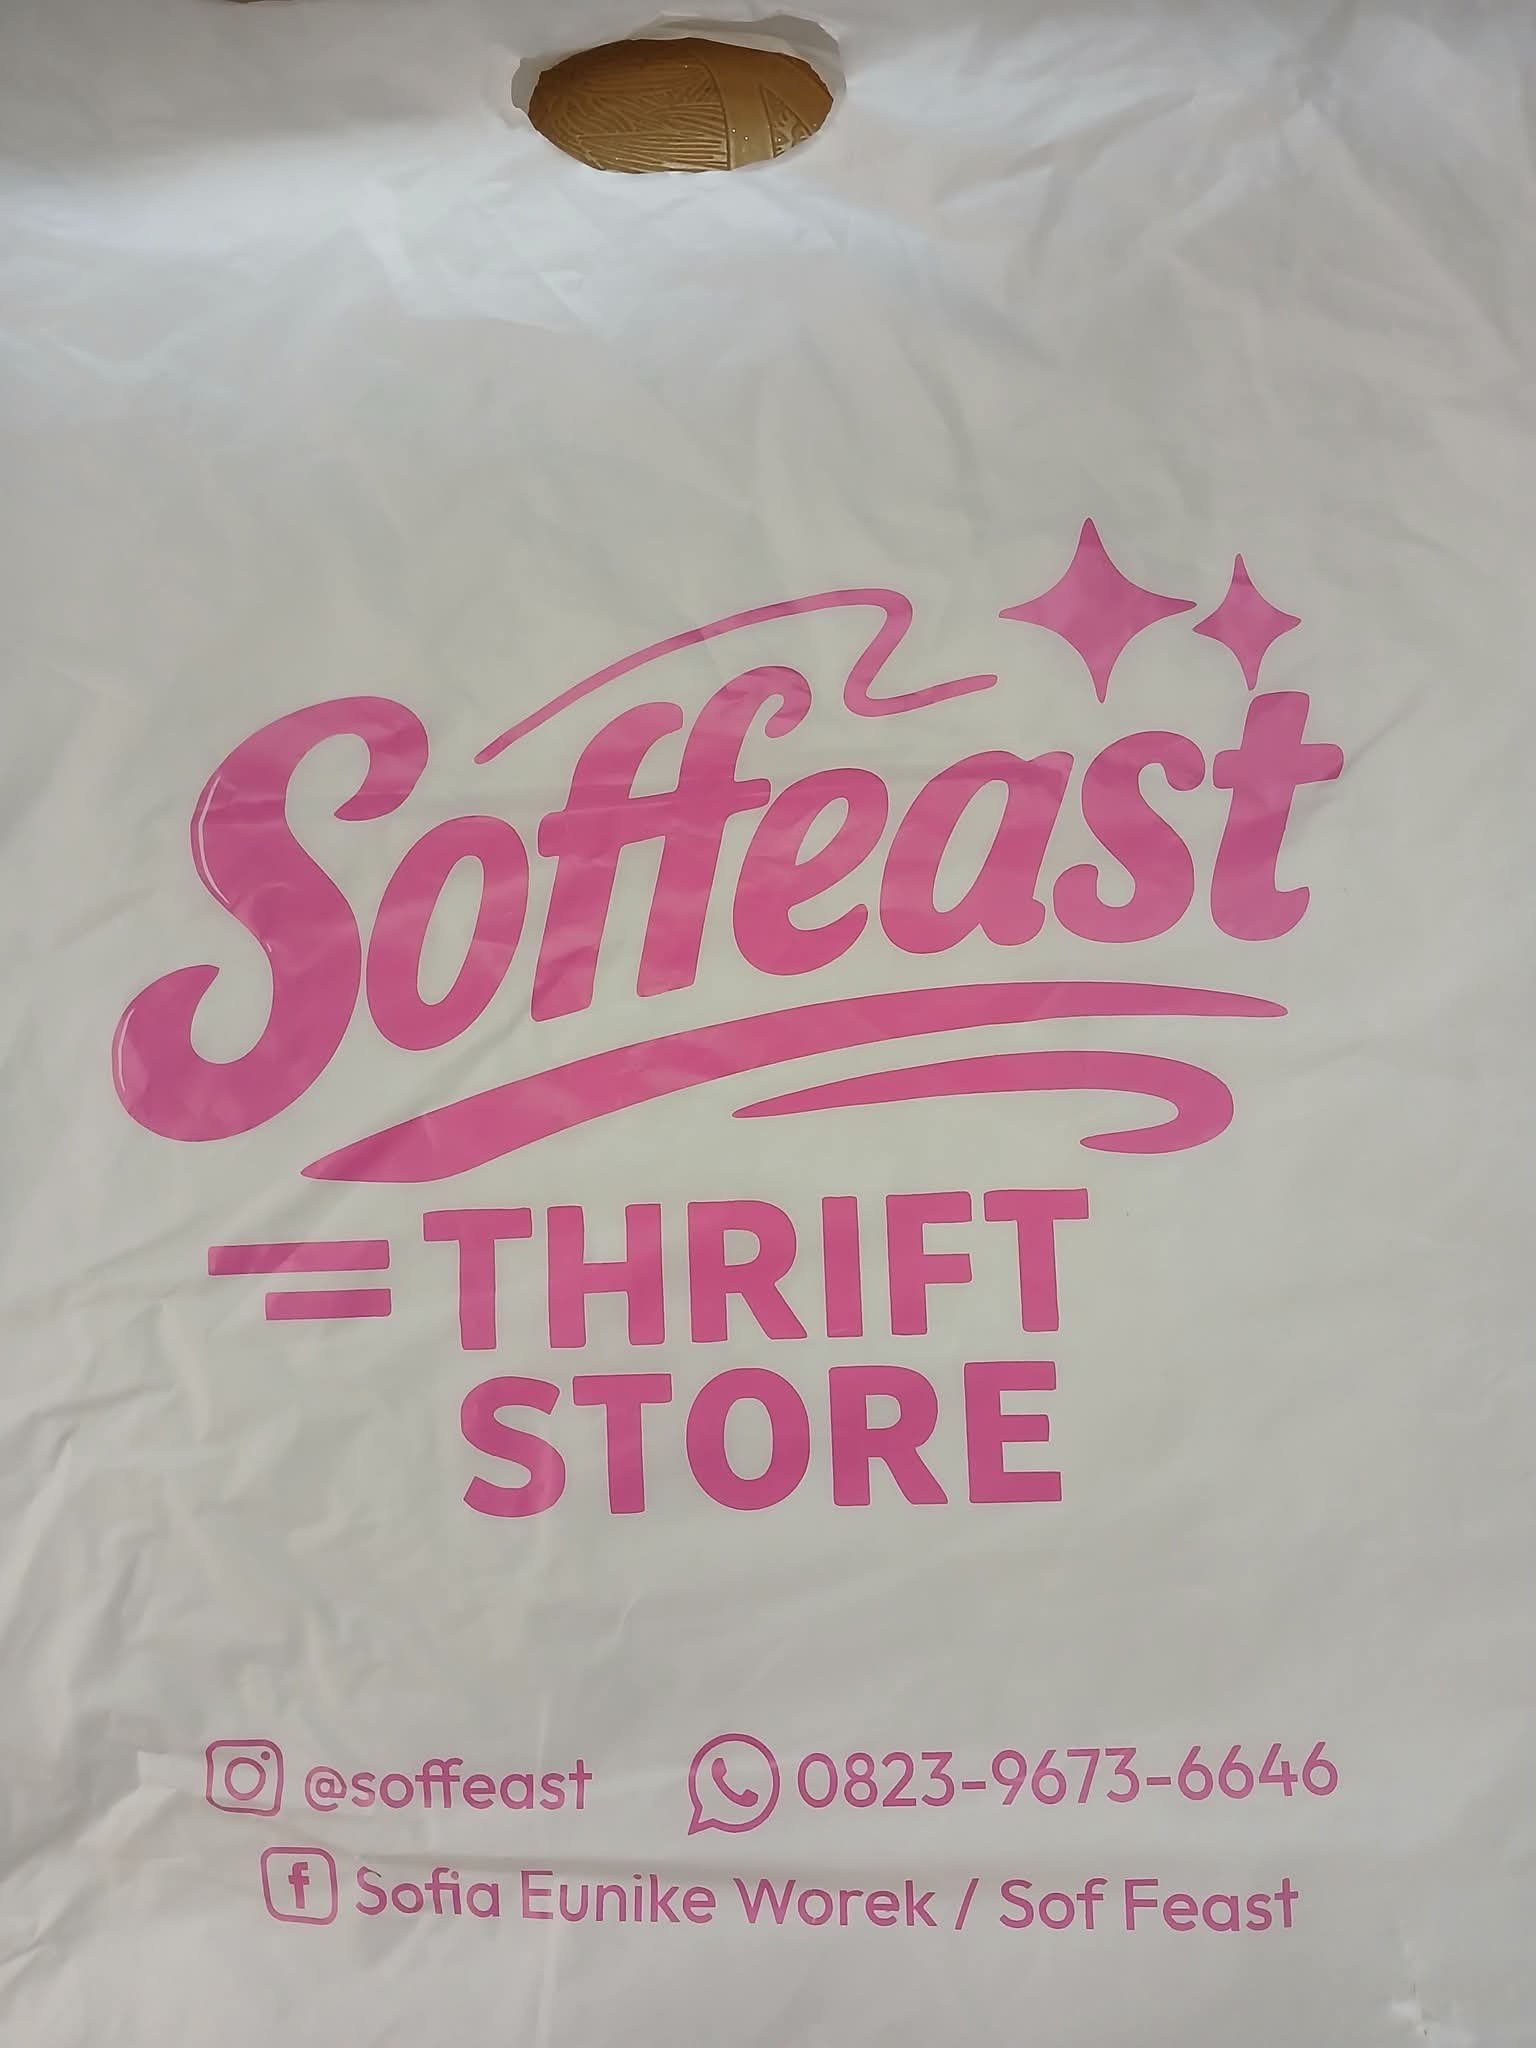 Soffeast
THRIFT
STORE
@soffeast 0823-9673-6646
Sofia Eunike Worek / Sof Feast